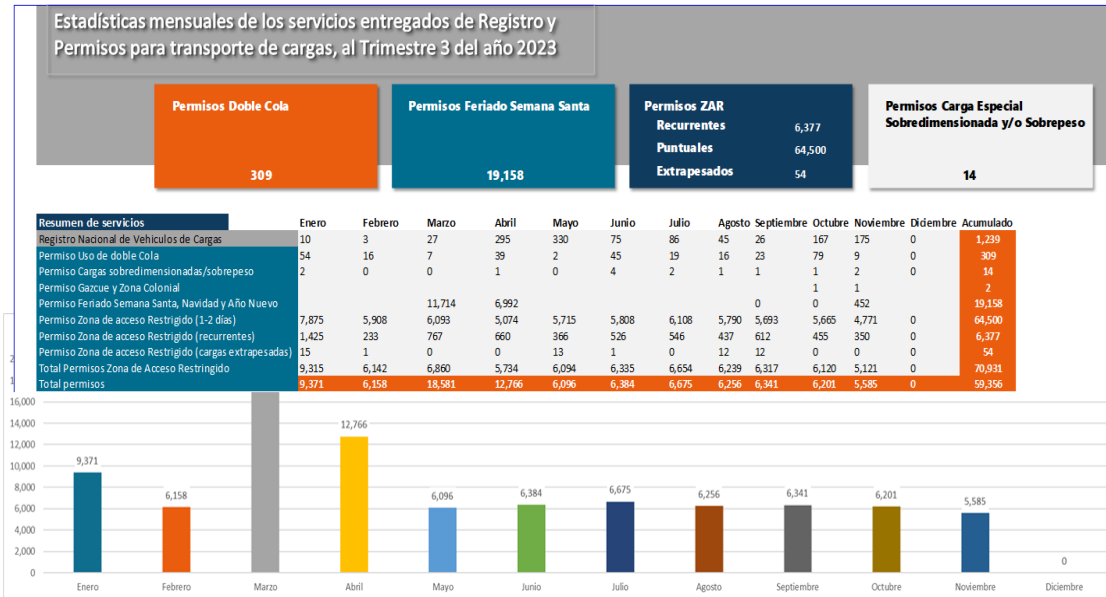 Estadísticas mensuales de los servicios entregados de Registro y
Permisos para transporte de cargas, al Trimestre 3 del año 2023
Permisos Doble Cola
309
Permisos Feriado Semana Santa
19,158
Permisos ZAR
Recurrentes 6,377
Puntuales 64,500
Extrapesados 54
Permisos Carga Especial
Sobredimensionada y/o Sobrepeso
14
Resumen de servicios Enero Febrero Marzo Abril Mayo Junio Julio Agosto Septiembre Octubre Noviembre Diciembre Acumulado
Registro Nacional de Vehiculos de Cargas 10 3 27 295 330 75 86 45 26 167 175 0 1,239
Permiso Uso de doble Cola 54 16 7 39 2 45 19 16 23 79 9 0 309
Permiso Cargas sobredimensionadas/sobrepeso 2 0 0 1 0 4 2 1 1 1 2 0 14
Permiso Gazcue y Zona Colonial 1 1 2
Permiso Feriado Semana Santa, Navidad y Año Nuevo 11,714 6,992 0 0 452 19,158
Permiso Zona de acceso Restrigido (1-2 días) 7,875 5,908 6,093 5,074 5,715 5,808 6,108 5,790 5,693 5,665 4,771 0 64,500
Permiso Zona de acceso Restrigido (recurrentes) 1,425 233 767 660 366 526 546 437 612 455 350 0 6,377
Permiso Zona de acceso Restrigido (cargas extrapesadas) 15 1 0 0 13 1 0 12 12 0 0 0 54
Total Permisos Zona de Acceso Restringido 9,315 6,142 6,860 5,734 6,094 6,335 6,654 6,239 6,317 6,120 5,121 0 70,931
Total permisos 9,371 6,158 18,581 12,766 6,096 6,384 6,675 6,256 6,341 6,201 5,585 0 59,356
16,000
14,000
12,000
10,000
8,000
6,000
4,000
2,000
0
9,371
6,158
12,766
6,096
6,384
6,675
6,256
6,341
6,201
5,585
0
Enero Febrero Marzo Abril Mayo Junio Julio Agosto Septiembre Octubre Noviembre Diciembre